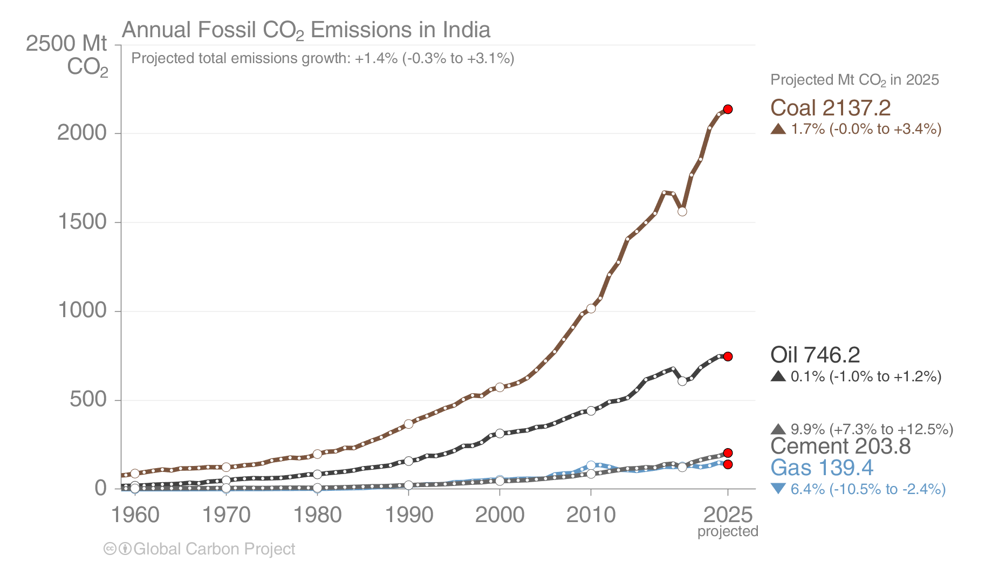 Annual Fossil CO₂ Emissions in India
2500 Mt
CO₂
Projected total emissions growth: +1.4% (-0.3% to +3.1%)
2000
1500
1000
500
0
1960 1970 1980 1990 2000 2010 2025
projected
Projected Mt CO₂ in 2025
Coal 2137.2
▲ 1.7% (-0.0% to +3.4%)
Oil 746.2
▲ 0.1% (-1.0% to +1.2%)
▲ 9.9% (+7.3% to +12.5%)
Cement 203.8
Gas 139.4
▼ 6.4% (-10.5% to -2.4%)
cc Global Carbon Project